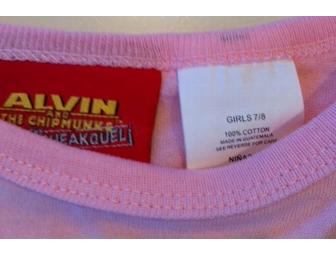 ALVIN
AND
THE CHIPMUNKS
GIRLS 7/8
100% COTTON
MADE IN GUATEMALA
SEE REVERSE FOR CARE